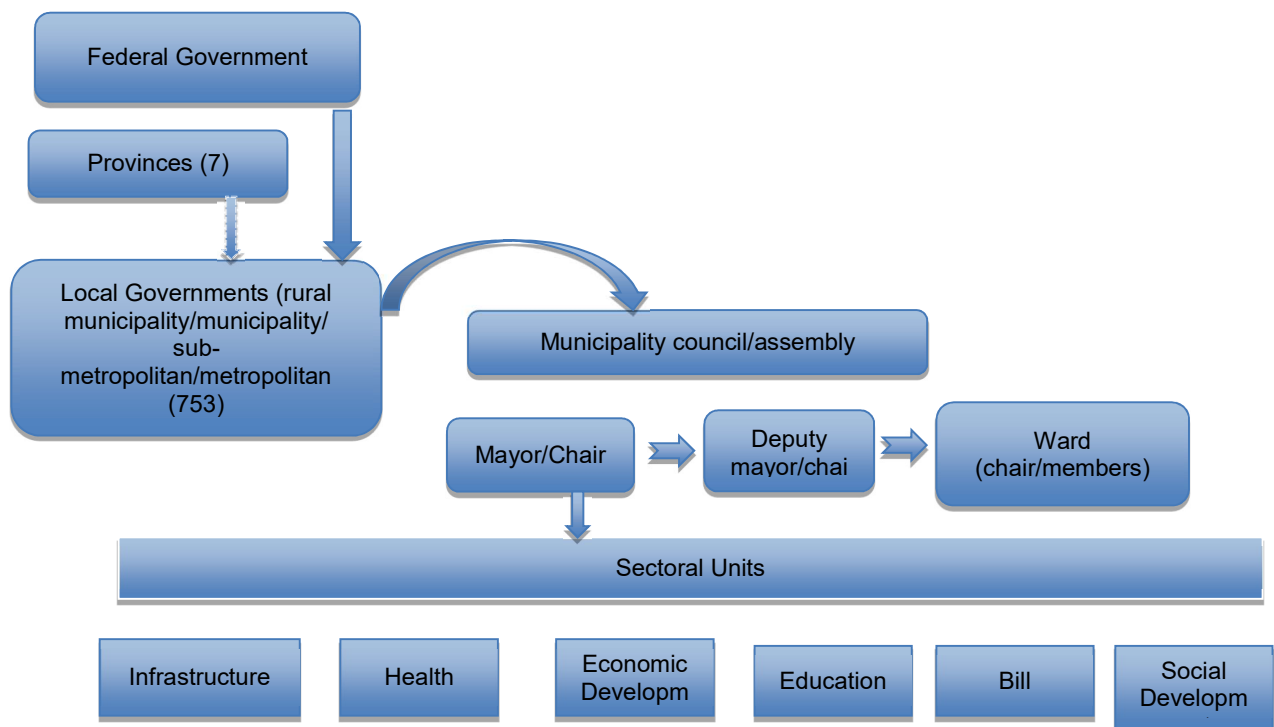 Federal Government
Provinces (7)
Local Governments (rural
municipality/municipality/
sub-
metropolitan/metropolitan
(753)
Municipality council/assembly
Mayor/Chair
Deputy
mayor/chai
Ward
(chair/members)
Sectoral Units
Infrastructure
Health
Economic
Developm
Education
Bill
Social
Developm